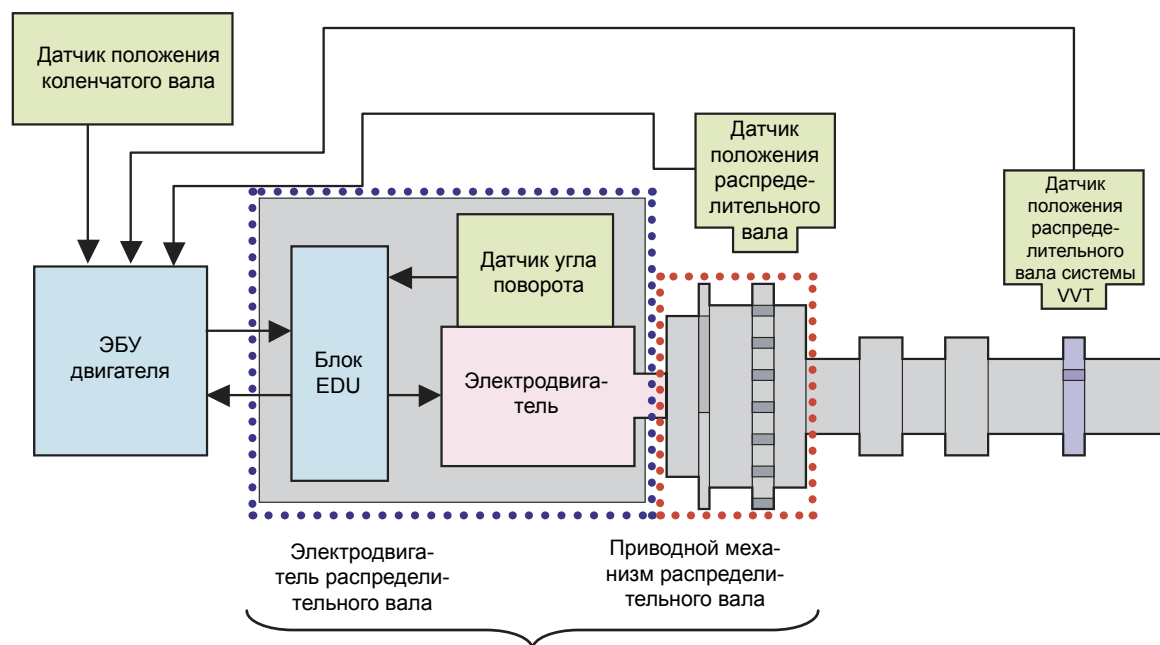 Датчик положения
коленчатого вала
Датчик
положения
распреде-
лительного
вала
Датчик
положения
распреде-
лительного
вала системы
VVT
Датчик угла
поворота
ЭБУ
двигателя
Блок
EDU
Электродвига-
тель
Электродвига-
тель распредели-
тельного вала
Приводной меха-
низм распредели-
тельного вала